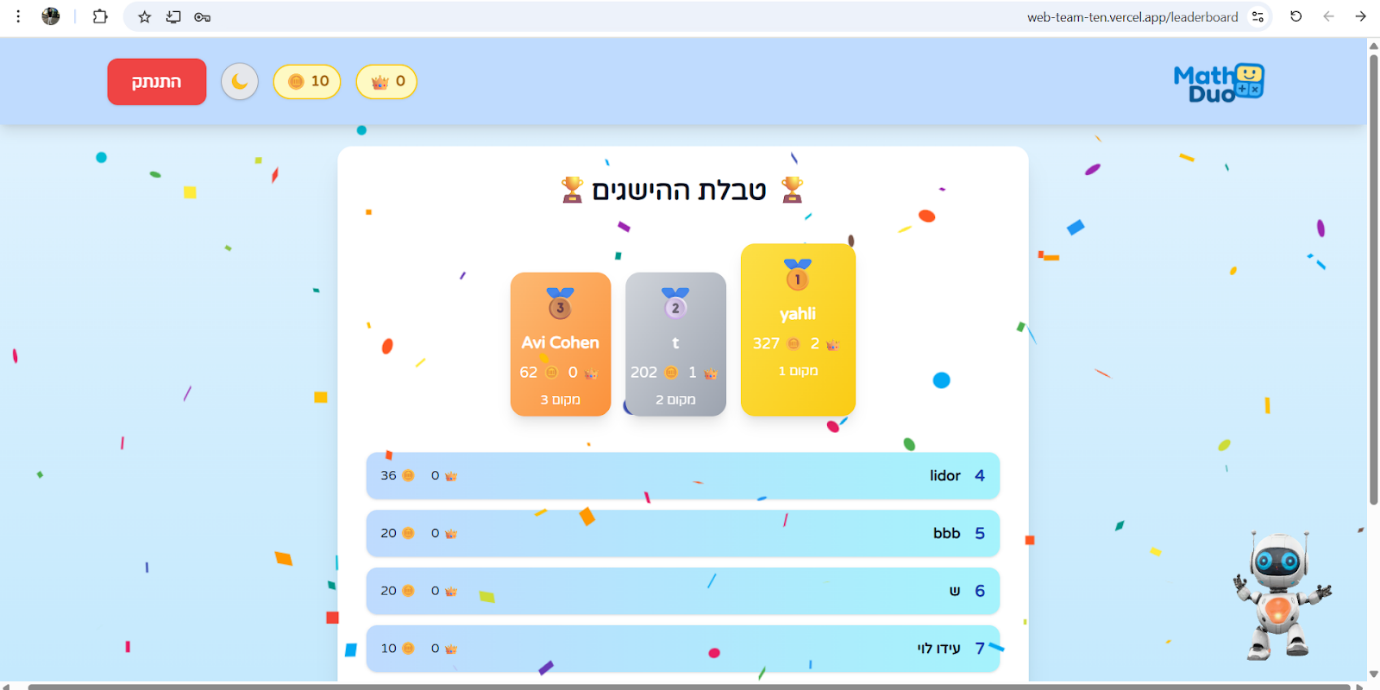 web-team-ten.vercel.app/leaderboard
Math Duo
0
10
התנתק
טבלת ההישגים
1
yahli
327 2
מקום 1
2
t
202 1
מקום 2
3
Avi Cohen
62 0
מקום 3
4 lidor 0 36
5 bbb 0 20
6 ש 0 20
7 עידו לוי 0 10